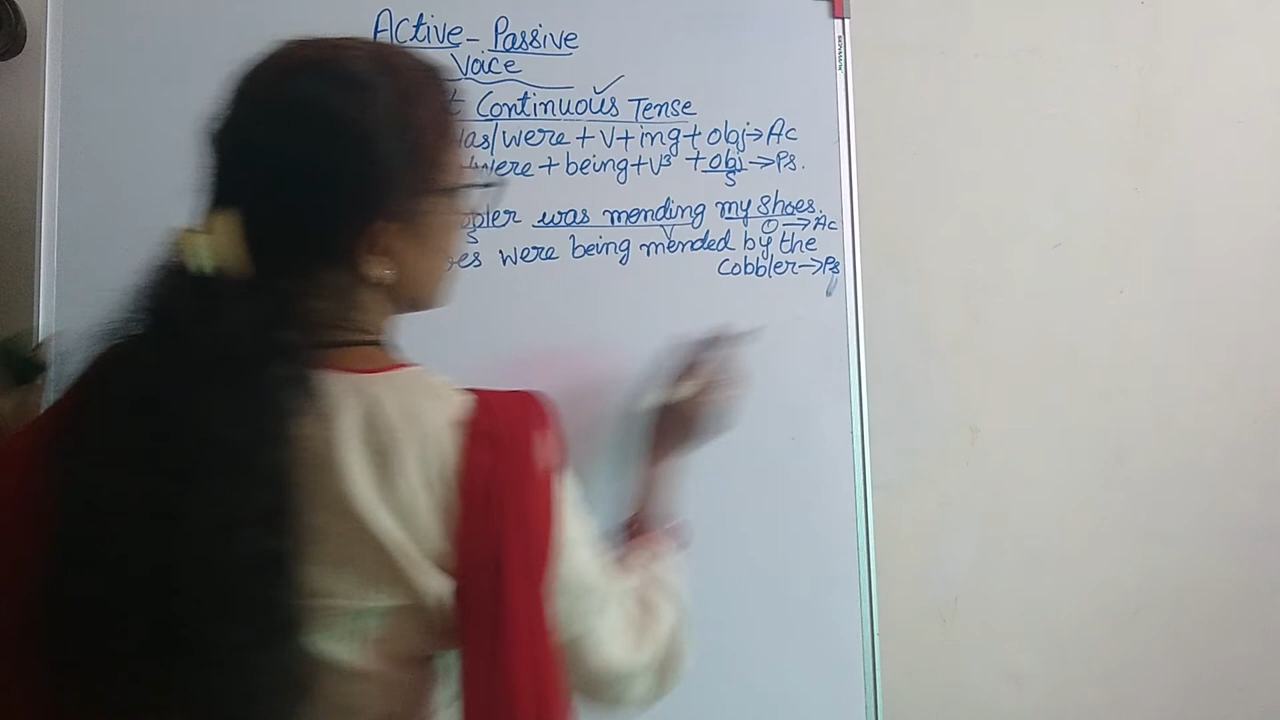 Active - Passive
Voice
Continuous Tense
/were + V + ing + obj → Ac
were + being + V³ + obj → Ps.
S
was mending my shoes.
S V O → Ac
were being mended by the
cobbler → Ps